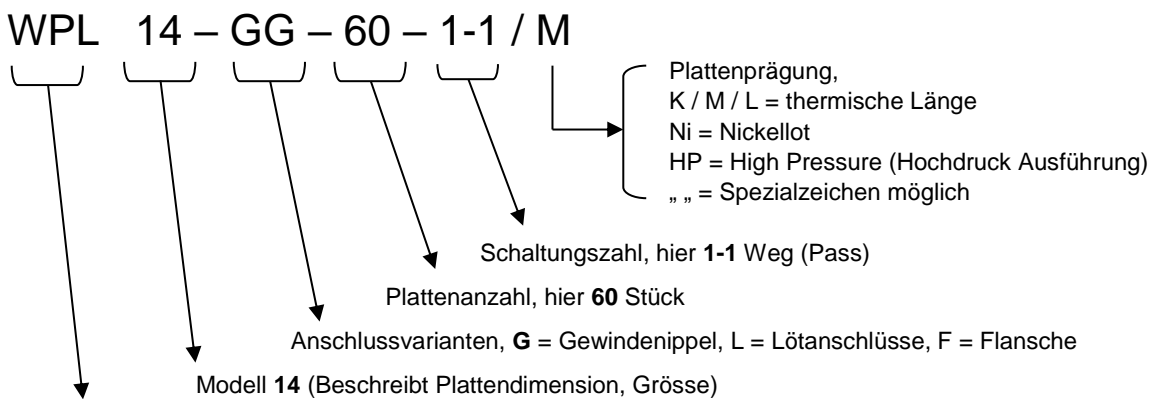 WPL 14 – GG – 60 – 1-1 / M
Plattenprägung,
K / M / L = thermische Länge
Ni = Nickellot
HP = High Pressure (Hochdruck Ausführung)
„ „ = Spezialzeichen möglich
Schaltungszahl, hier 1-1 Weg (Pass)
Plattenanzahl, hier 60 Stück
Anschlussvarianten, G = Gewindenippel, L = Lötanschlüsse, F = Flansche
Modell 14 (Beschreibt Plattendimension, Grösse)